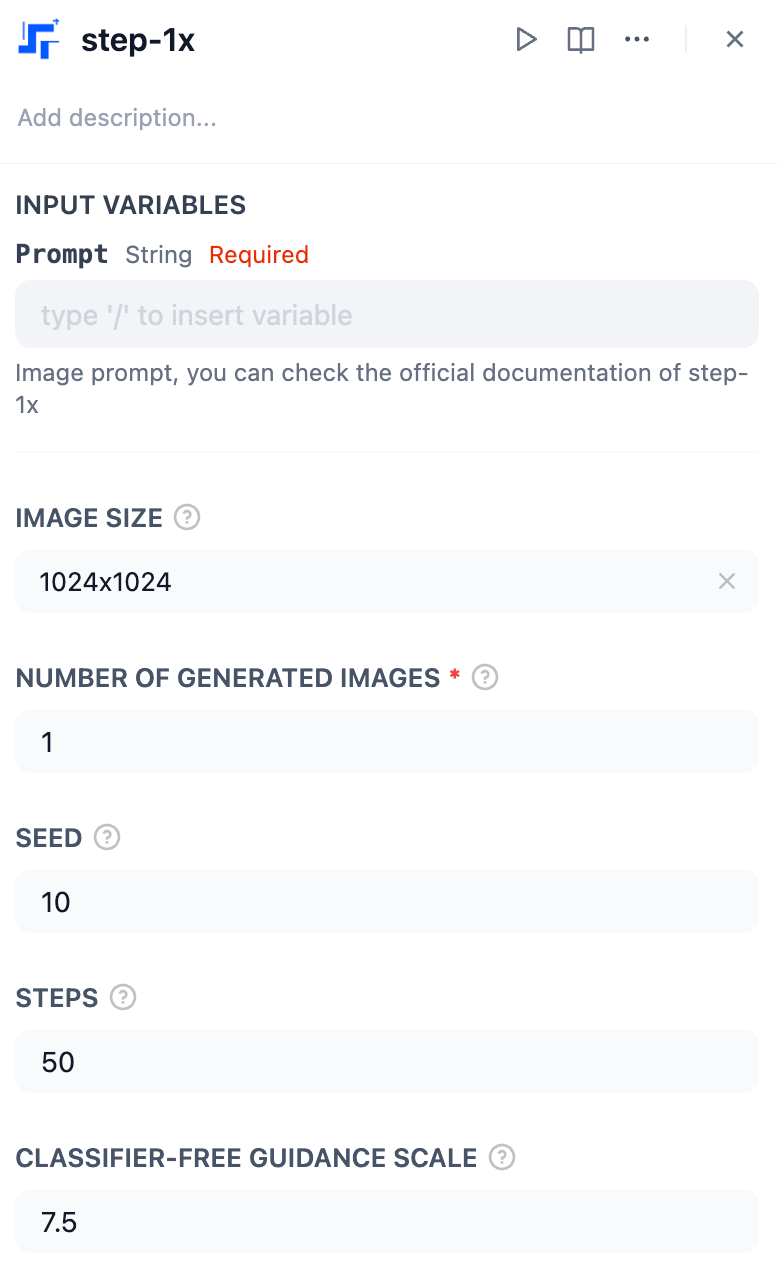 step-1x
Add description...
INPUT VARIABLES
Prompt String Required
type '/' to insert variable
Image prompt, you can check the official documentation of step-
1x
IMAGE SIZE ?
1024x1024
NUMBER OF GENERATED IMAGES * ?
1
SEED ?
10
STEPS ?
50
CLASSIFIER-FREE GUIDANCE SCALE ?
7.5